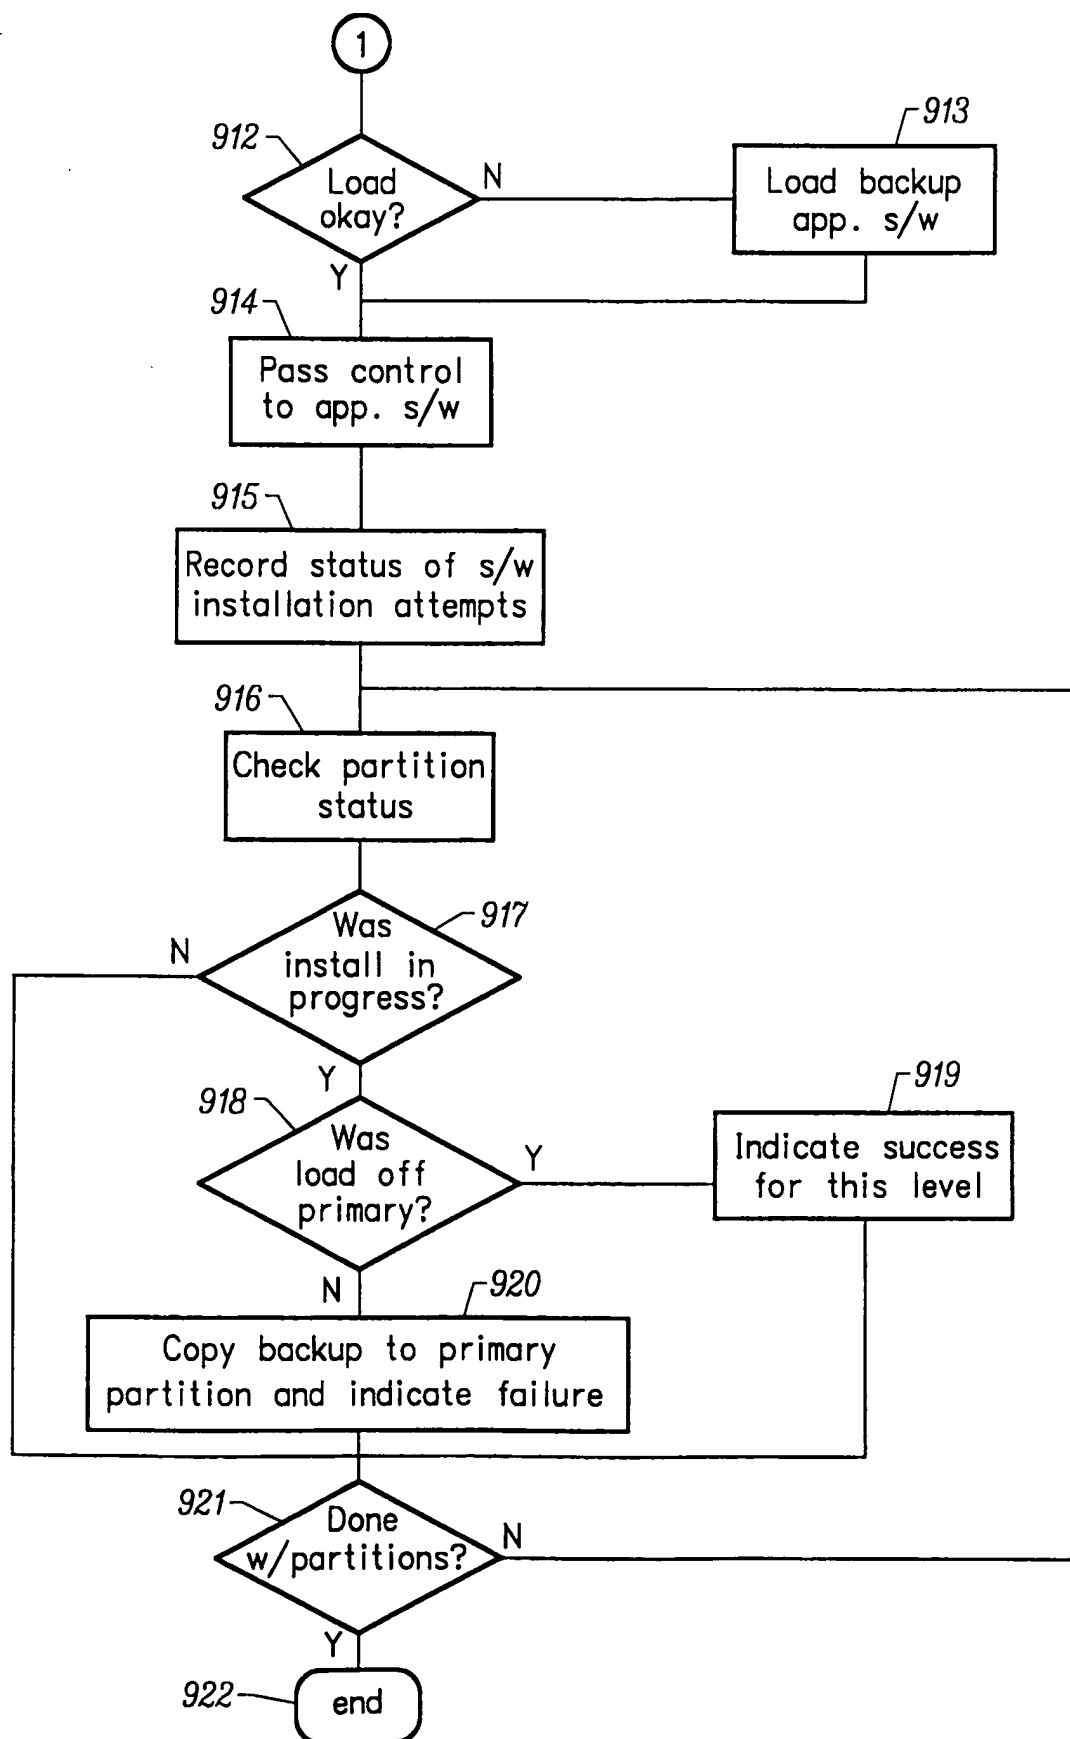 1
912
Load
okay?
N
Y
913
Load backup
app. s/w
914
Pass control
to app. s/w
915
Record status of s/w
installation attempts
916
Check partition
status
917
Was
install in
progress?
N
Y
918
Was
load off
primary?
Y
N
919
Indicate success
for this level
920
Copy backup to primary
partition and indicate failure
921
Done
w/partitions?
N
Y
922
end